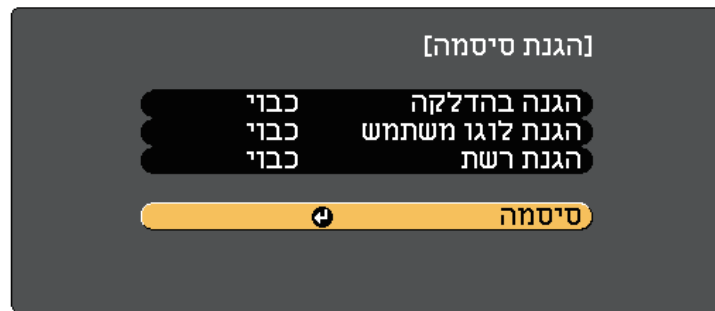 [הגנת סיסמה]
הגנה בהדלקה כבוי
הגנת לוגו משתמש כבוי
הגנת רשת כבוי
סיסמה